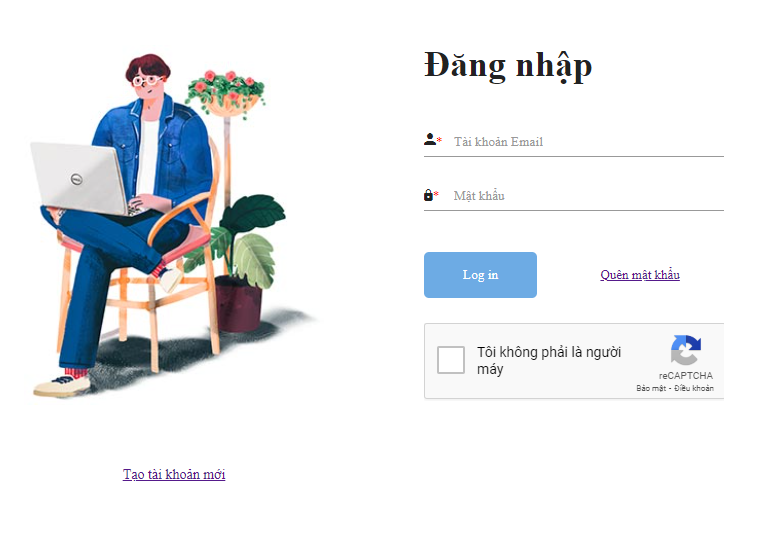 Đăng nhập
* Tài khoản Email
* Mật khẩu
Log in
Quên mật khẩu
Tôi không phải là người
máy
reCAPTCHA
Bảo mật - Điều khoản
DELL
Tạo tài khoản mới